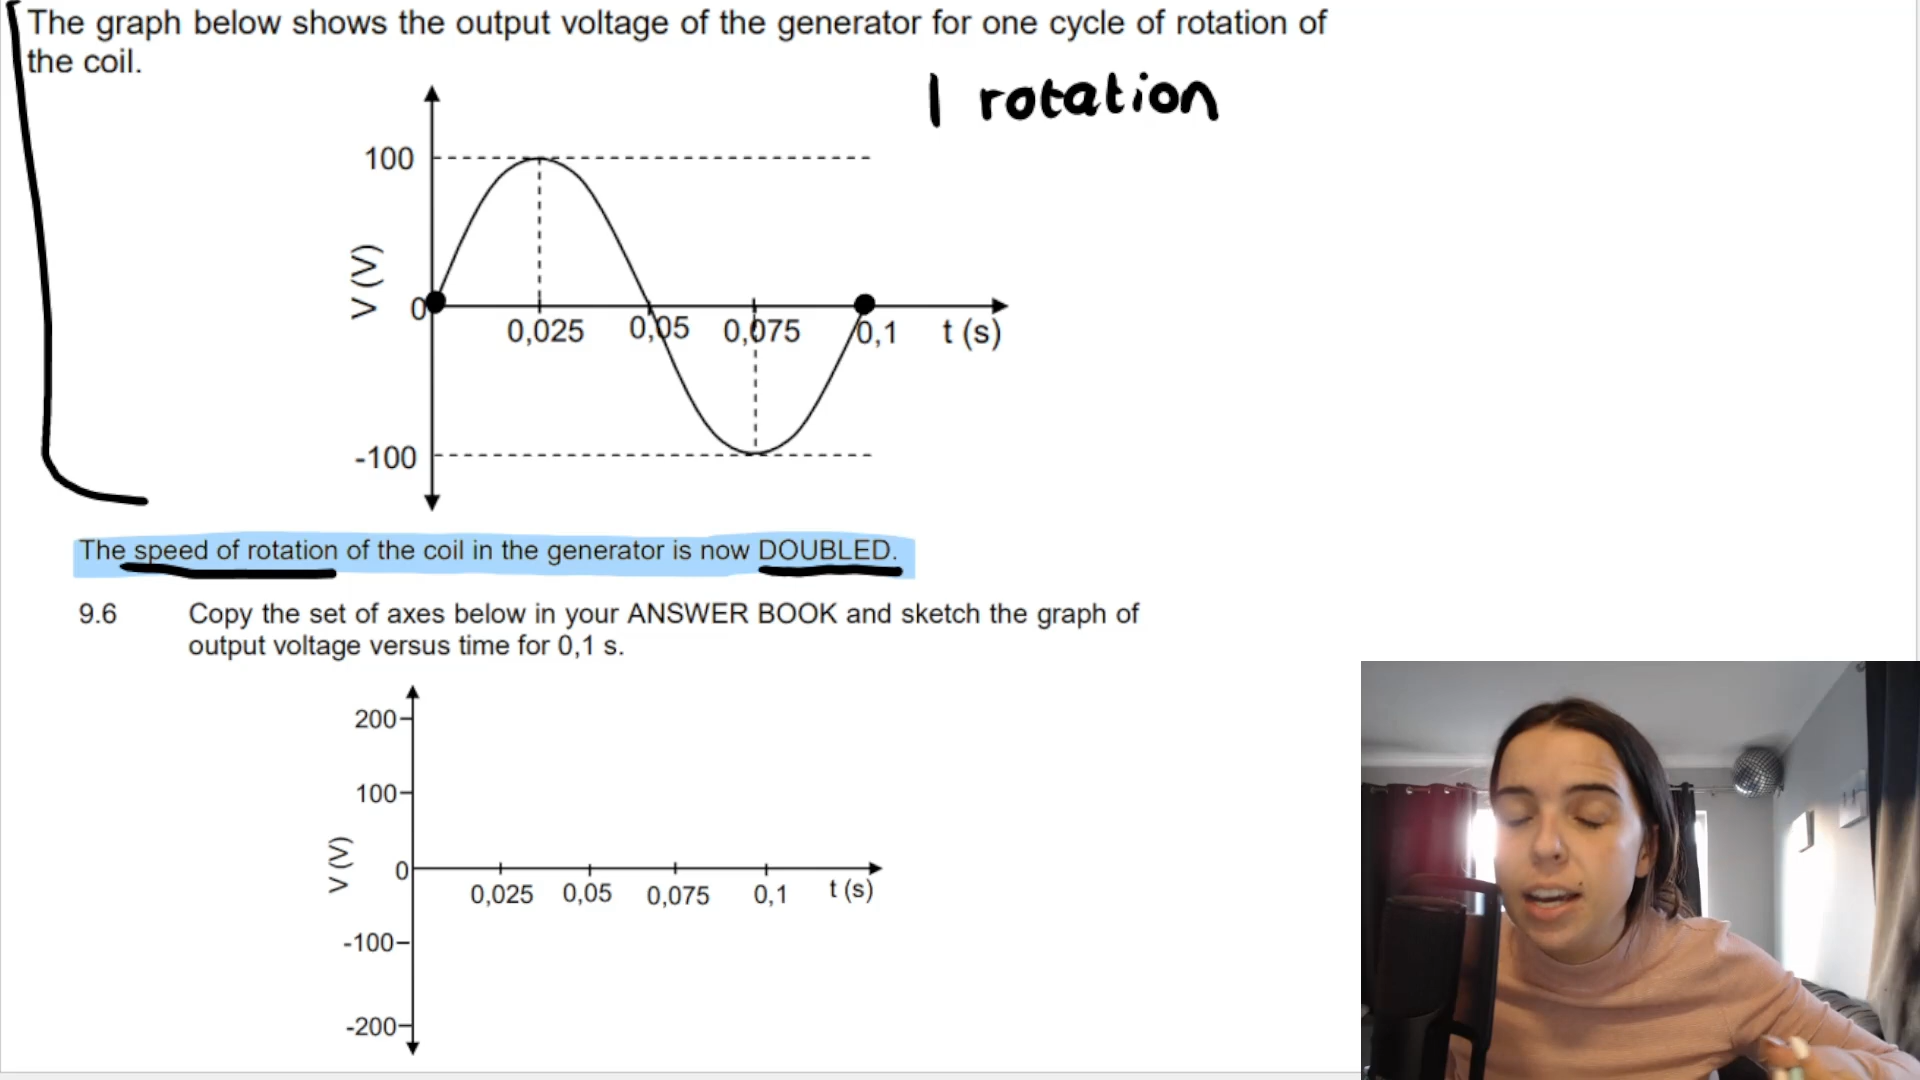 The graph below shows the output voltage of the generator for one cycle of rotation of
the coil.
1 rotation
100
V (V)
0
0,025
0,05
0,075
0,1
t (s)
-100
The speed of rotation of the coil in the generator is now DOUBLED.
9.6 Copy the set of axes below in your ANSWER BOOK and sketch the graph of
output voltage versus time for 0,1 s.
200
100
V (V)
0
0,025
0,05
0,075
0,1
t (s)
-100
-200